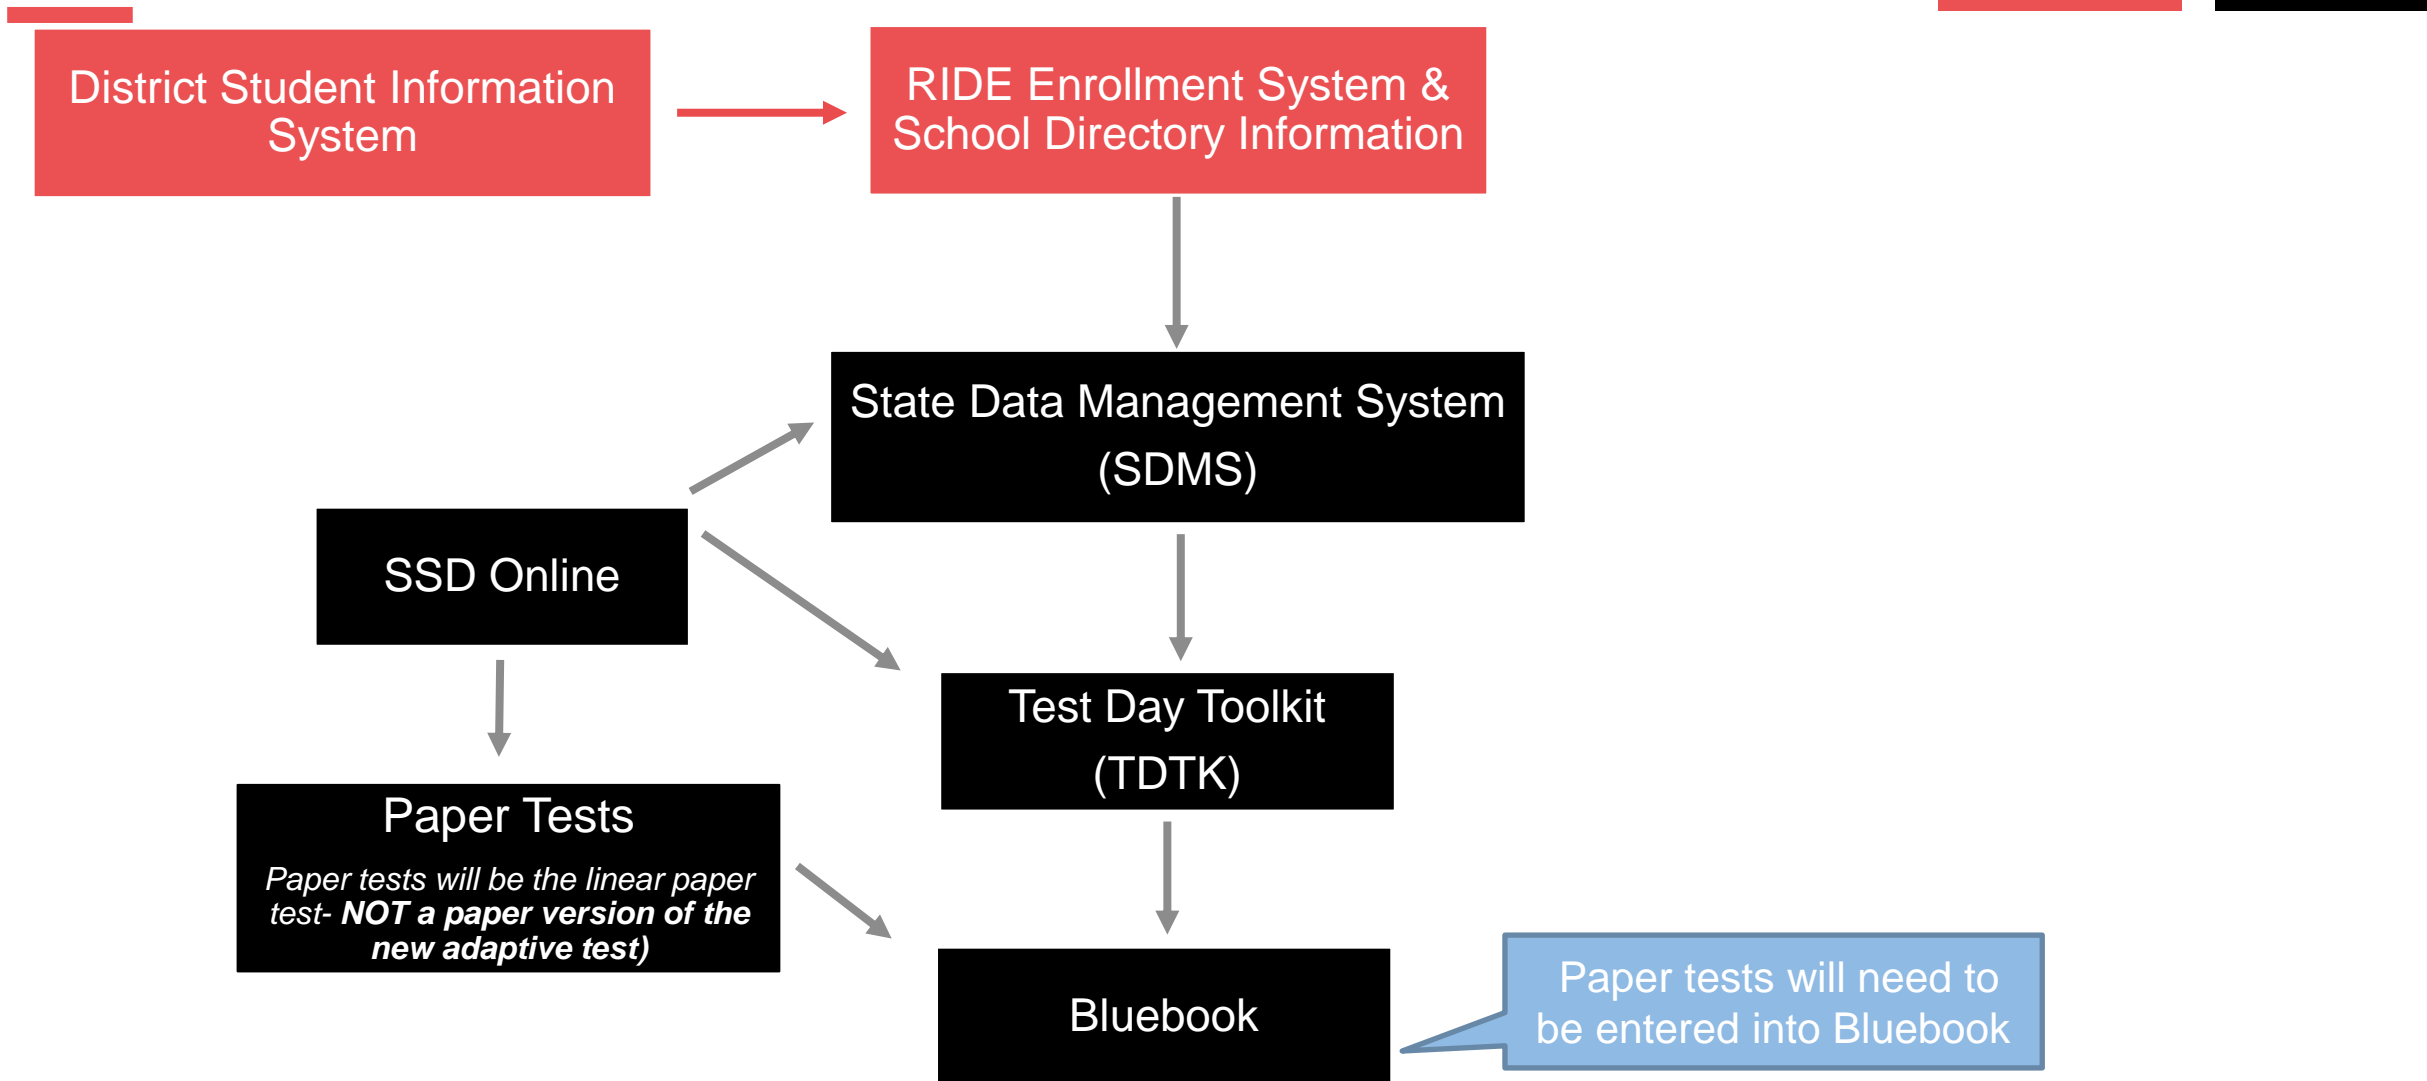 District Student Information
System
RIDE Enrollment System &
School Directory Information
State Data Management System
(SDMS)
SSD Online
Test Day Toolkit
(TDTK)
Paper Tests
Paper tests will be the linear paper
test- NOT a paper version of the
new adaptive test)
Bluebook
Paper tests will need to
be entered into Bluebook